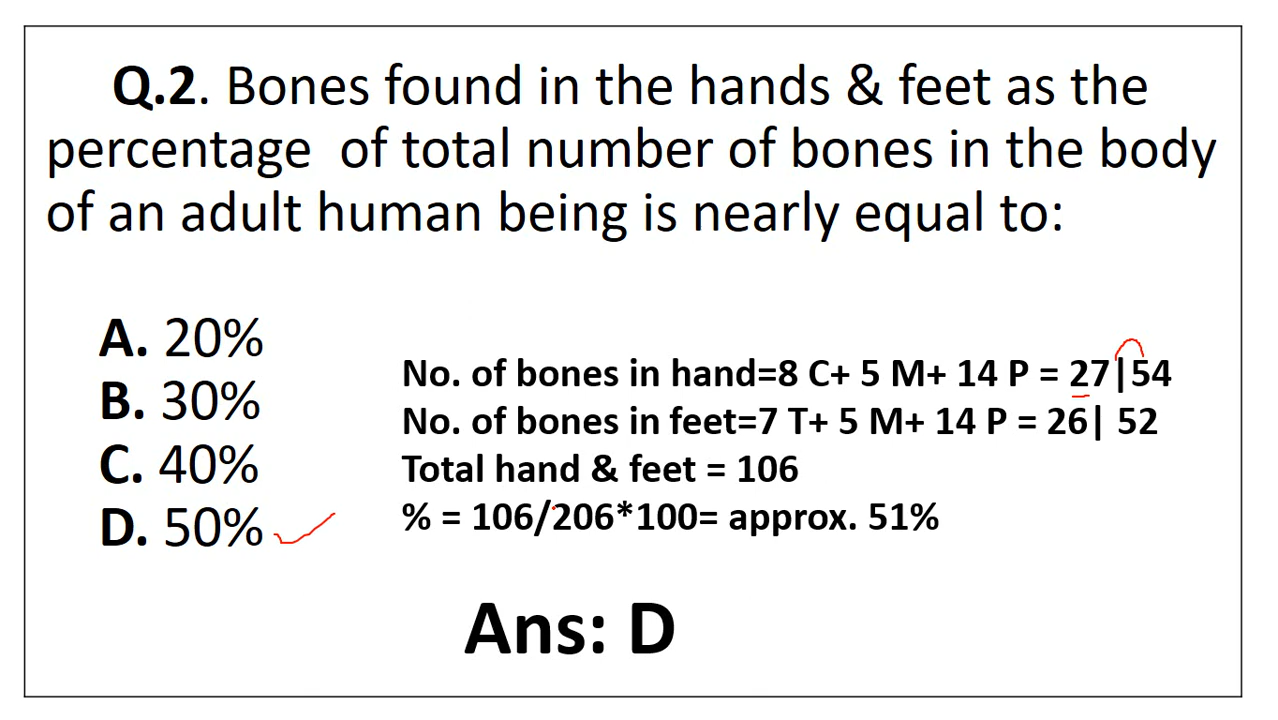 Q.2. Bones found in the hands & feet as the
percentage of total number of bones in the body
of an adult human being is nearly equal to:
A. 20%
B. 30%
C. 40%
D. 50%
No. of bones in hand=8 C+ 5 M+ 14 P = 27|54
No. of bones in feet=7 T+ 5 M+ 14 P = 26| 52
Total hand & feet = 106
% = 106/206*100= approx. 51%
Ans: D